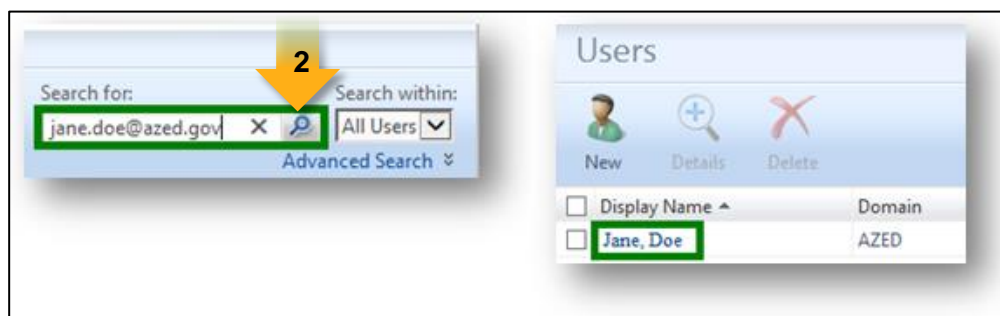 2
Search for: Search within:
jane.doe@azed.gov All Users
Advanced Search
Users
New Details Delete
Display Name Domain
Jane, Doe AZED